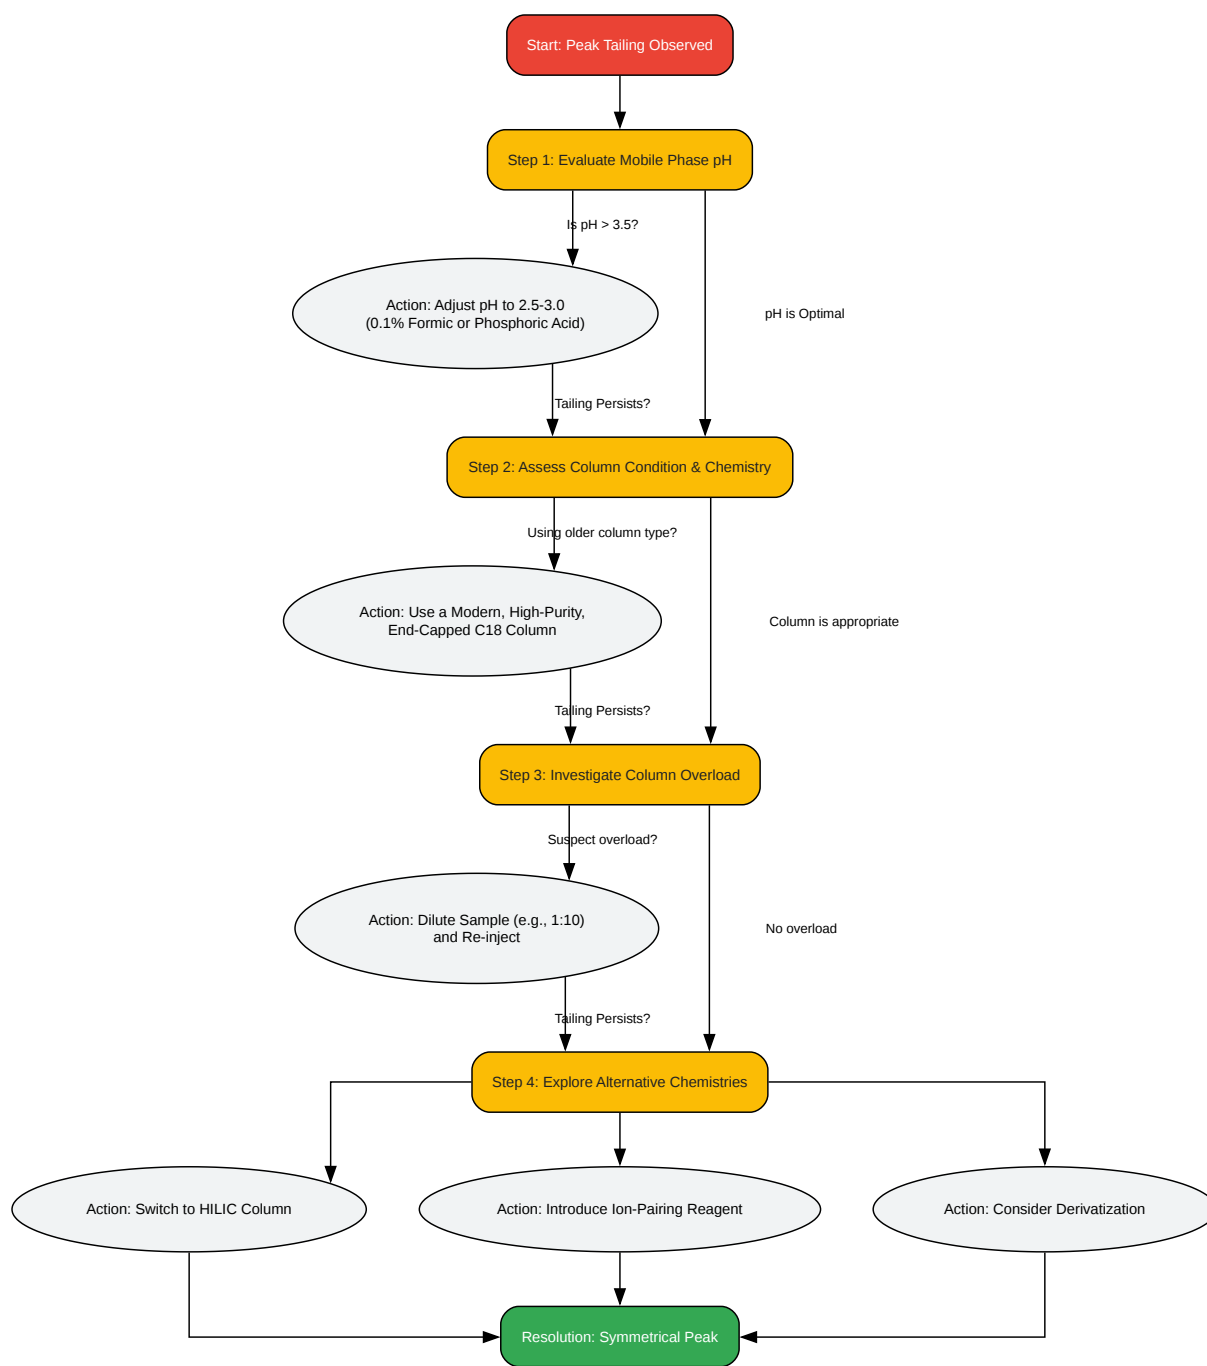 Start: Peak Tailing Observed
Step 1: Evaluate Mobile Phase pH
Is pH > 3.5?
Action: Adjust pH to 2.5-3.0
(0.1% Formic or Phosphoric Acid)
pH is Optimal
Tailing Persists?
Step 2: Assess Column Condition & Chemistry
Using older column type?
Action: Use a Modern, High-Purity,
End-Capped C18 Column
Column is appropriate
Tailing Persists?
Step 3: Investigate Column Overload
Suspect overload?
Action: Dilute Sample (e.g., 1:10)
and Re-inject
No overload
Tailing Persists?
Step 4: Explore Alternative Chemistries
Action: Switch to HILIC Column
Action: Introduce Ion-Pairing Reagent
Action: Consider Derivatization
Resolution: Symmetrical Peak